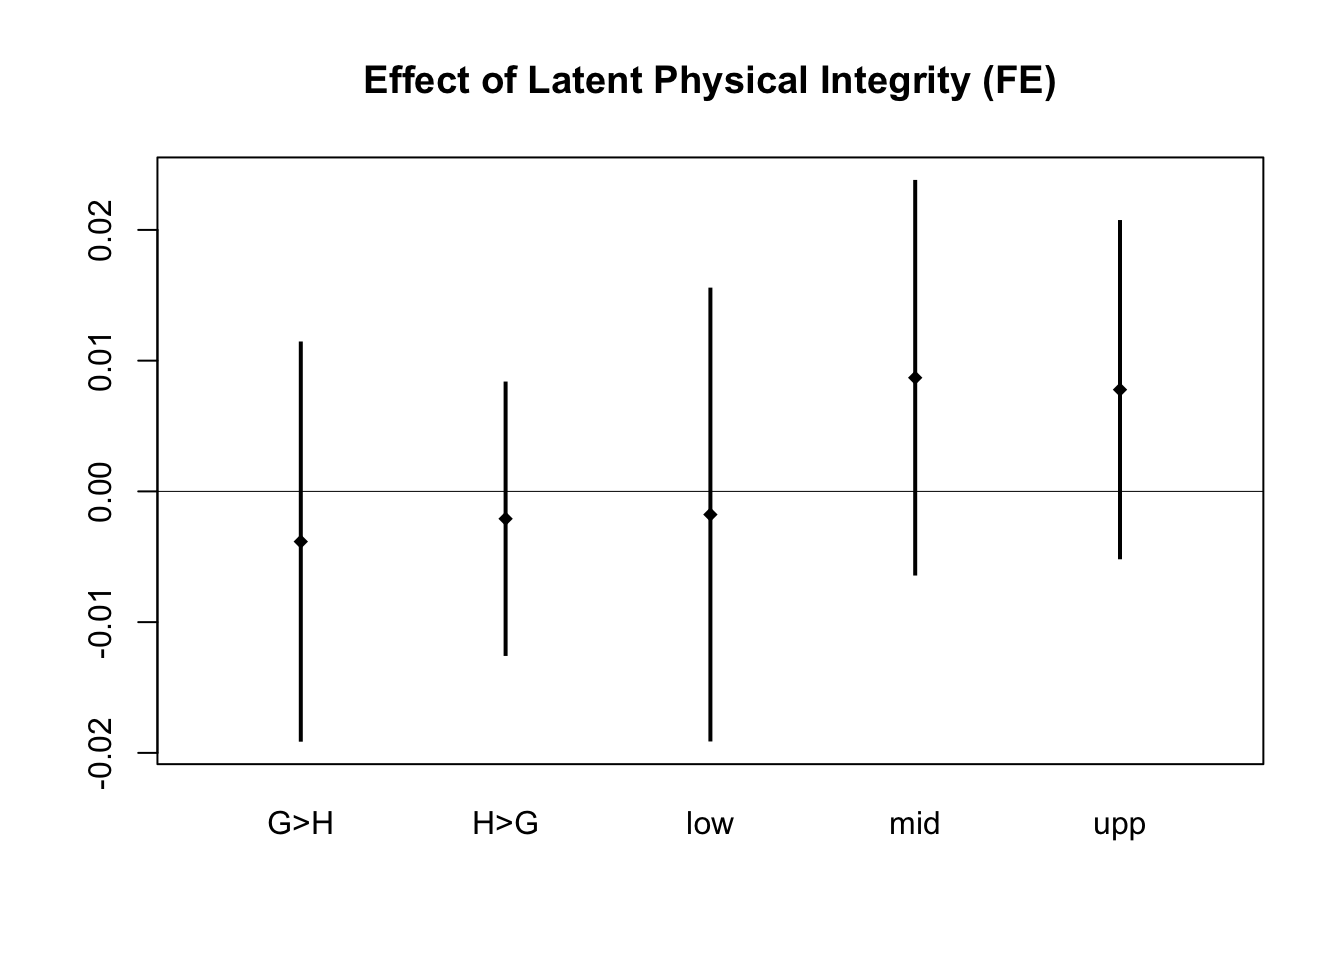 Effect of Latent Physical Integrity (FE)
0.02
0.01
0.00
-0.01
-0.02
G>H H>G low mid upp